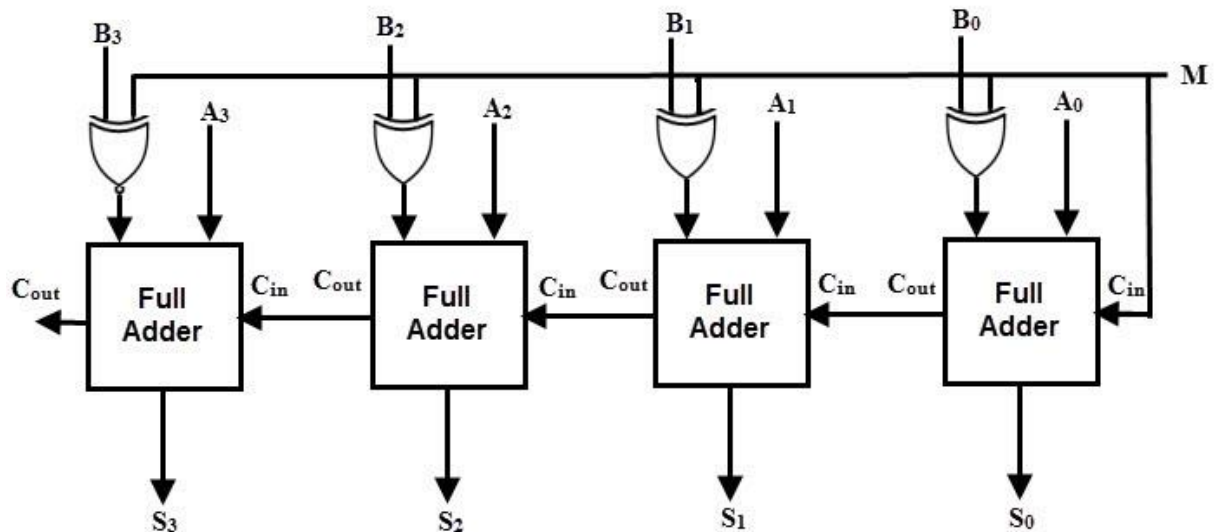 B₃ B₂ B₁ B₀
M
A₃ A₂ A₁ A₀
Cout Full Adder Cin Cout Full Adder Cin Cout Full Adder Cin Cout Full Adder Cin
S₃ S₂ S₁ S₀